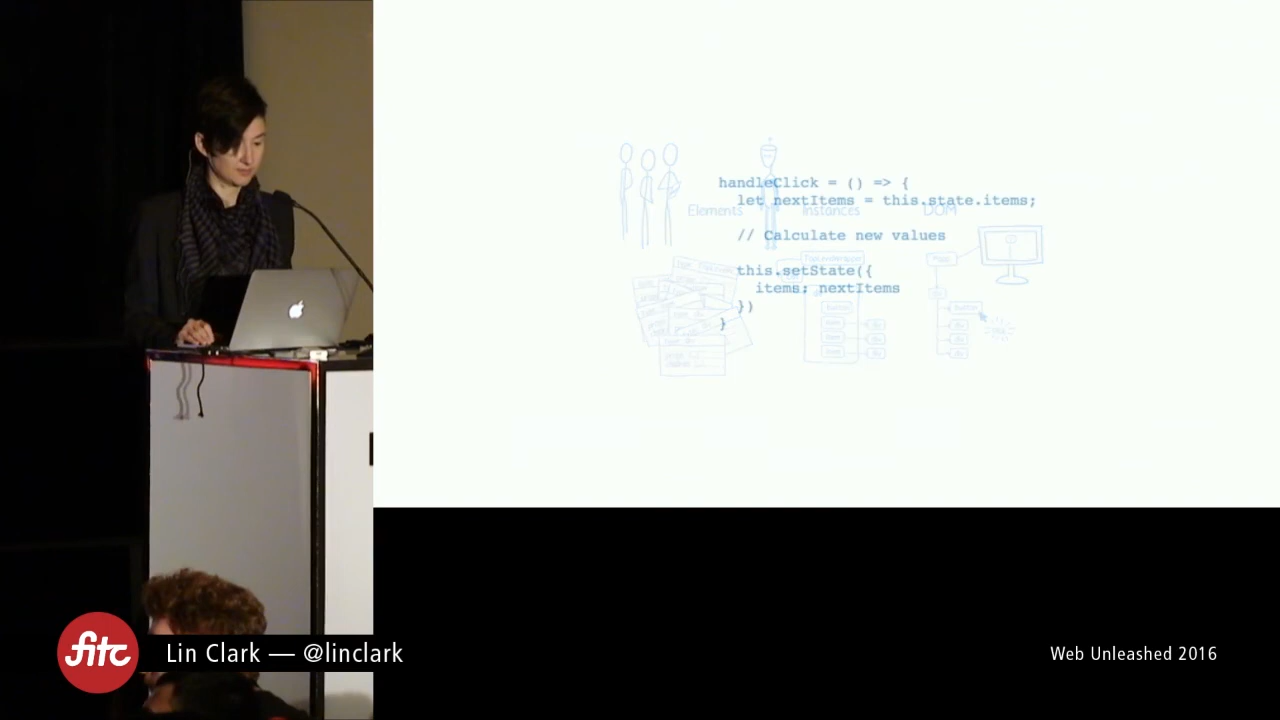 handleClick = () => {
let nextItems = this.state.items;
Elements Instances DOM
// Calculate new values
this.setState({
items: nextItems
})
}
fitc
Lin Clark — @linclark
Web Unleashed 2016